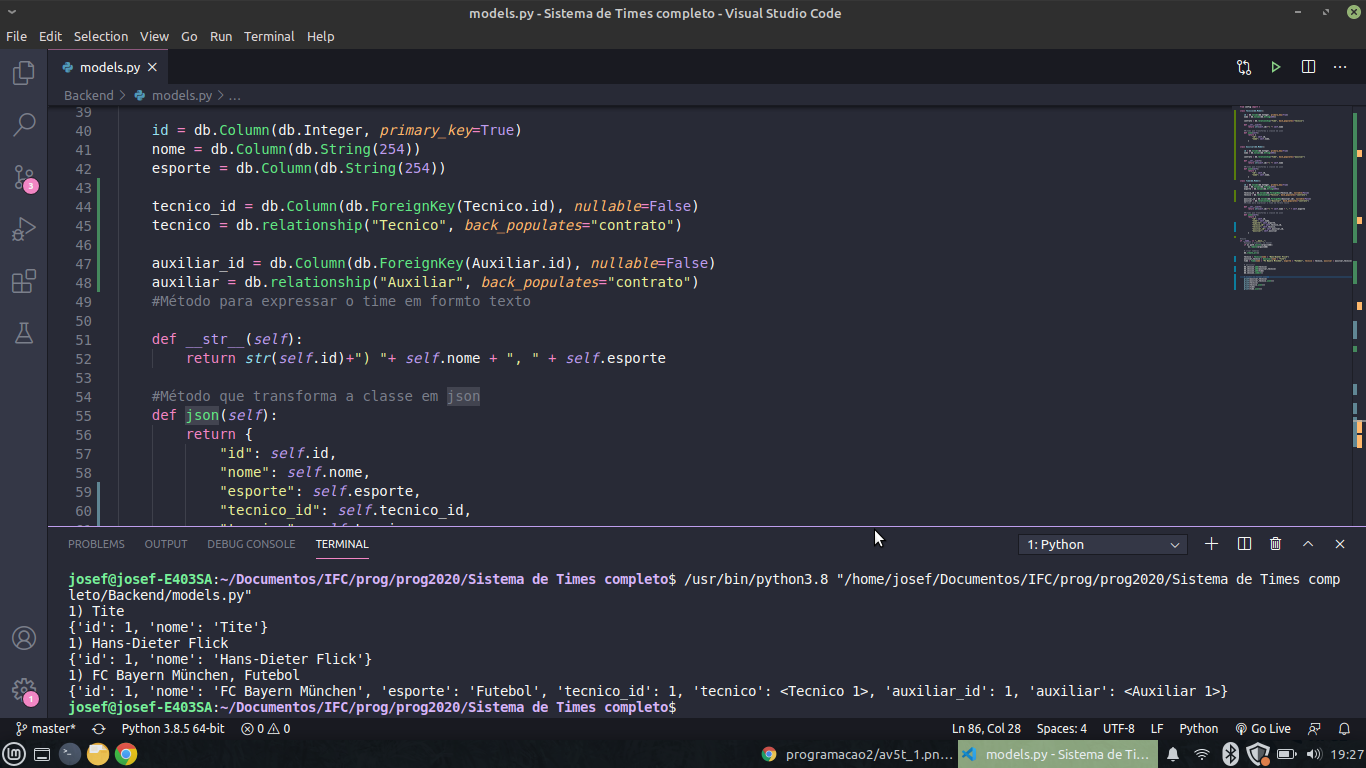 models.py - Sistema de Times completo - Visual Studio Code
File Edit Selection View Go Run Terminal Help
models.py
Backend > models.py > ...
39
40 id = db.Column(db.Integer, primary_key=True)
41 nome = db.Column(db.String(254))
42 esporte = db.Column(db.String(254))
43
44 tecnico_id = db.Column(db.ForeignKey(Tecnico.id), nullable=False)
45 tecnico = db.relationship("Tecnico", back_populates="contrato")
46
47 auxiliar_id = db.Column(db.ForeignKey(Auxiliar.id), nullable=False)
48 auxiliar = db.relationship("Auxiliar", back_populates="contrato")
49 #Método para expressar o time em formto texto
50
51 def __str__(self):
52 return str(self.id)+") "+ self.nome + ", " + self.esporte
53
54 #Método que transforma a classe em json
55 def json(self):
56 return {
57 "id": self.id,
58 "nome": self.nome,
59 "esporte": self.esporte,
60 "tecnico_id": self.tecnico_id,
PROBLEMS OUTPUT DEBUG CONSOLE TERMINAL 1: Python
josef@josef-E403SA:~/Documentos/IFC/prog/prog2020/Sistema de Times completo$ /usr/bin/python3.8 "/home/josef/Documentos/IFC/prog/prog2020/Sistema de Times comp
leto/Backend/models.py"
1) Tite
{'id': 1, 'nome': 'Tite'}
1) Hans-Dieter Flick
{'id': 1, 'nome': 'Hans-Dieter Flick'}
1) FC Bayern München, Futebol
{'id': 1, 'nome': 'FC Bayern München', 'esporte': 'Futebol', 'tecnico_id': 1, 'tecnico': <Tecnico 1>, 'auxiliar_id': 1, 'auxiliar': <Auxiliar 1>}
josef@josef-E403SA:~/Documentos/IFC/prog/prog2020/Sistema de Times completo$
3
1
master* Python 3.8.5 64-bit 0 0 Ln 86, Col 28 Spaces: 4 UTF-8 LF Python Go Live
programacao2/av5t_1.pn... models.py - Sistema de Ti... 19:27